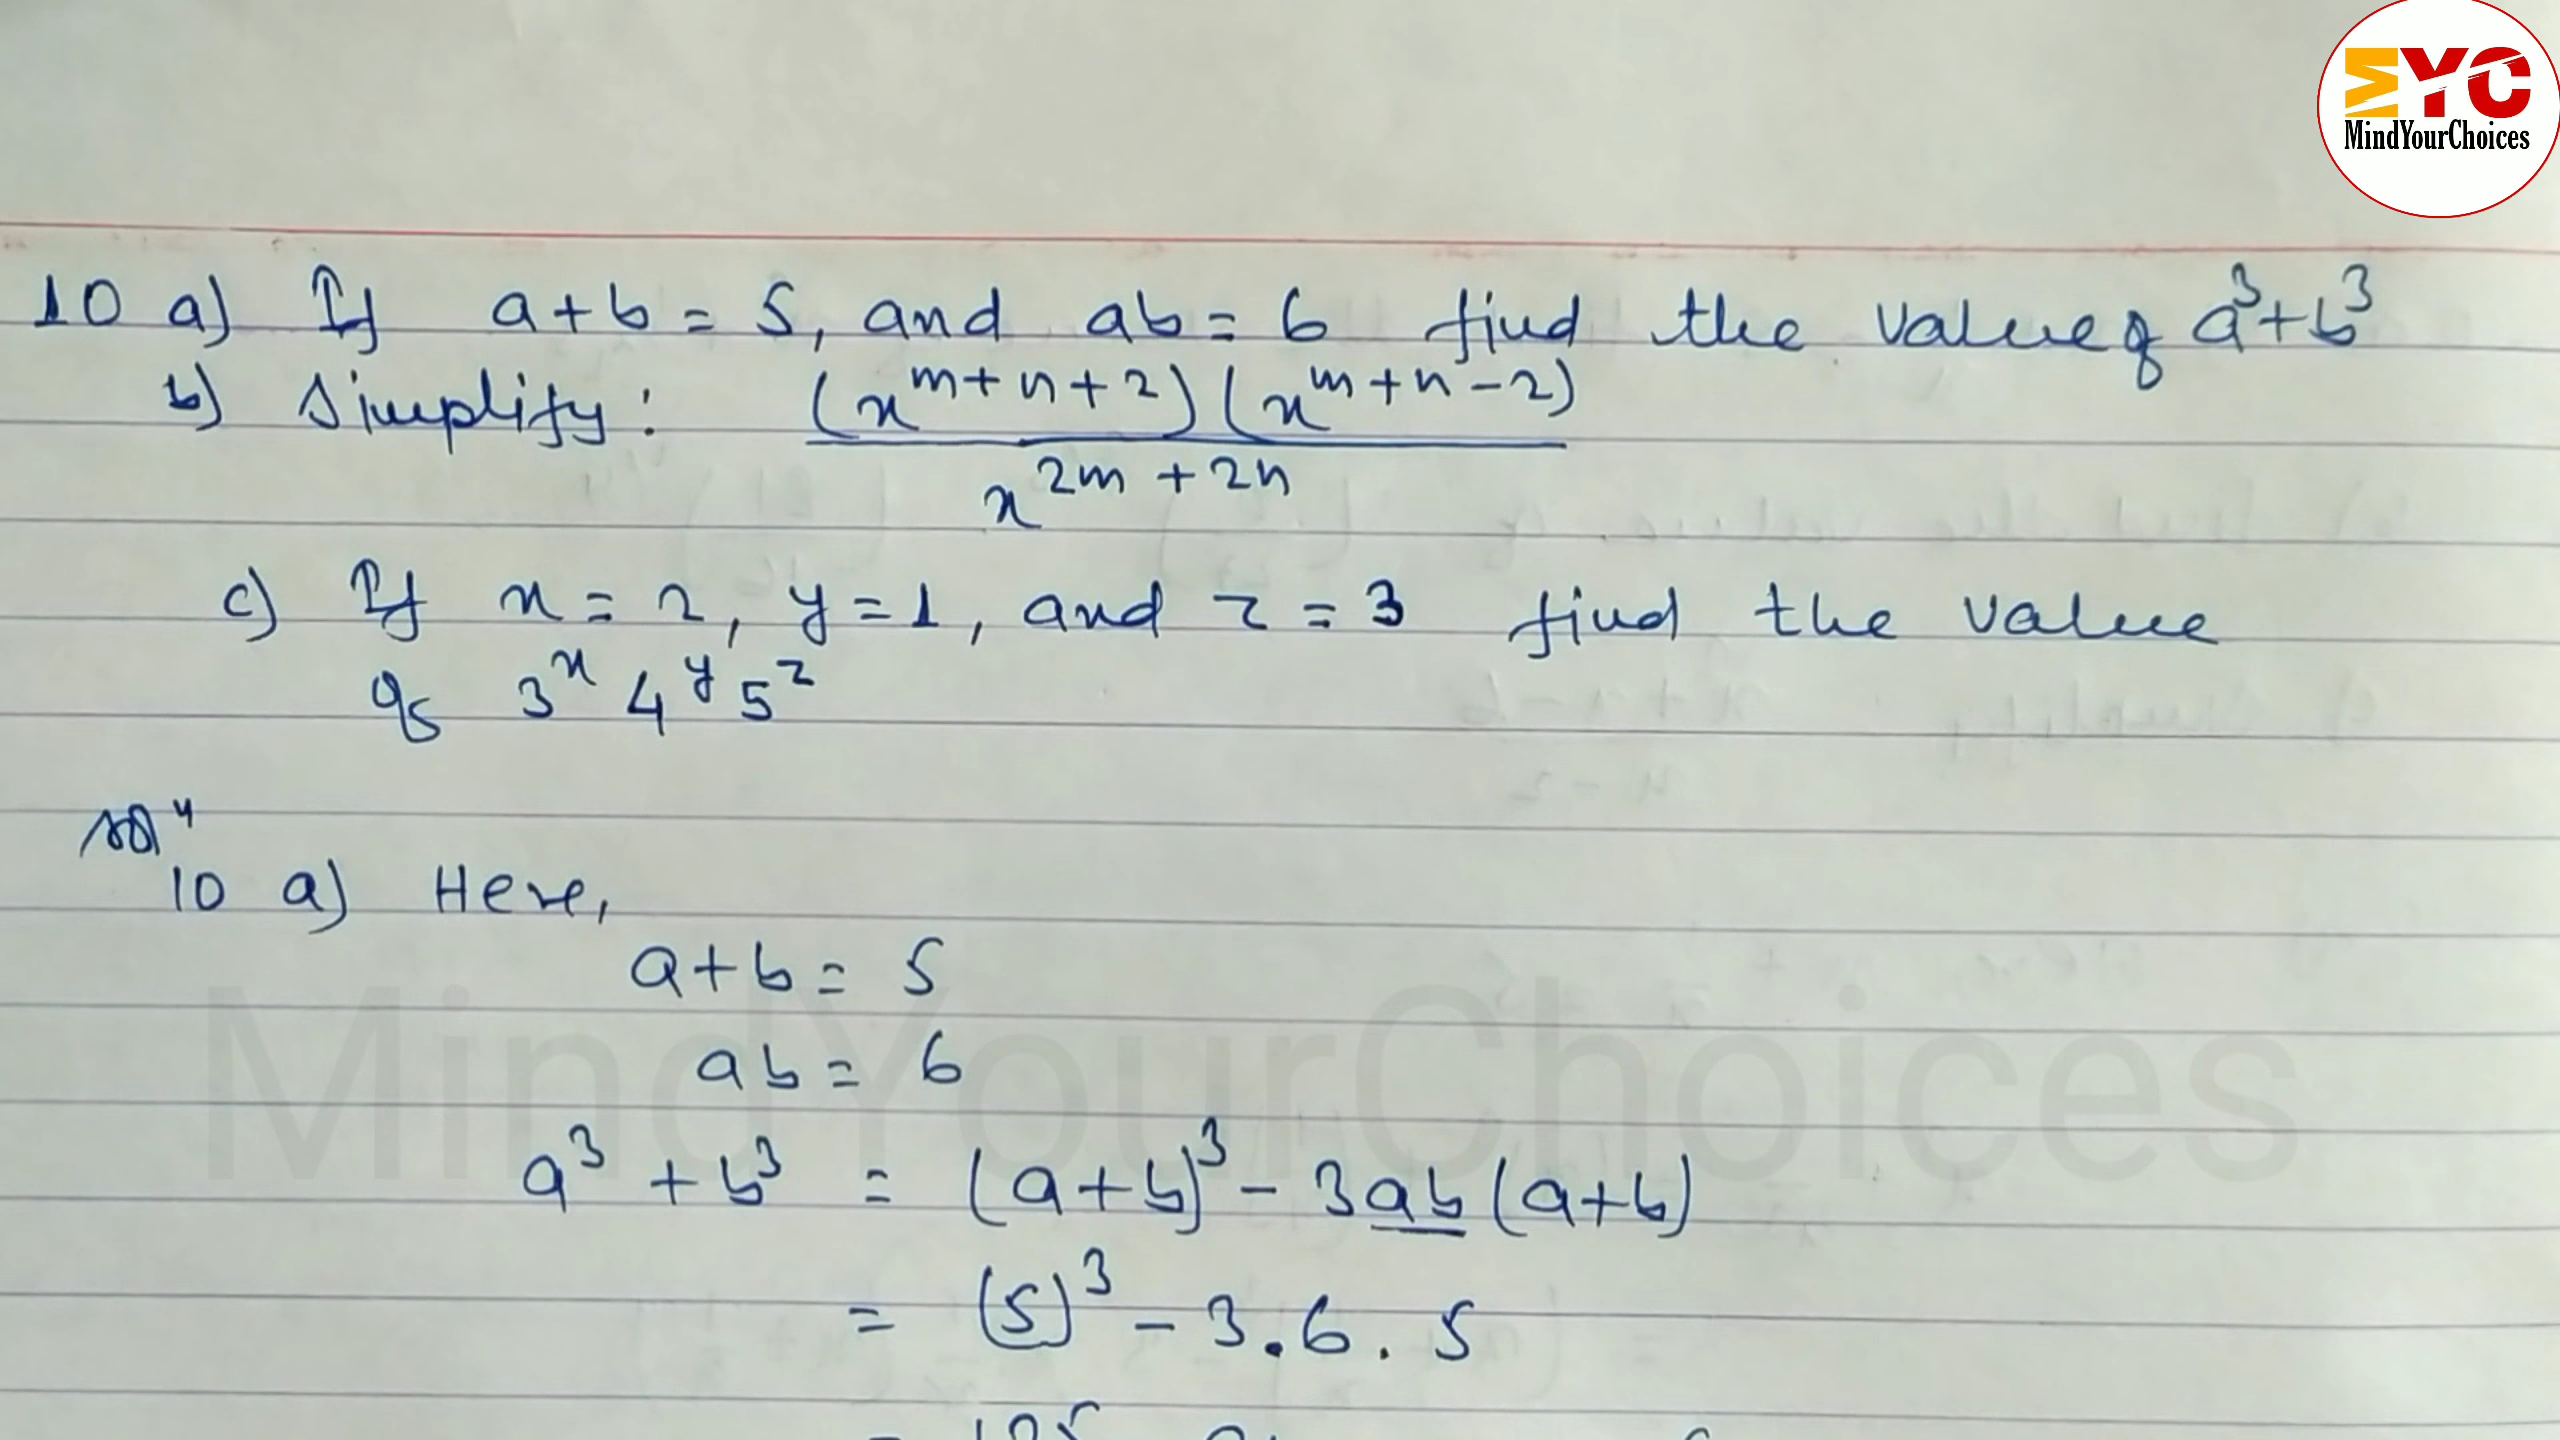 MYC
MindYourChoices
10 a) If a+b = 5, and ab = 6 find the value of a³+b³
b) Simplify: (x^{m+n+2})(x^{m+n-2})
x^{2m+2n}
c) If x = 2, y = 1, and z = 3 find the value
of 3^x 4^y 5^z
solⁿ
10 a) Here,
a+b = 5
ab = 6
MindYourChoices
a³ + b³ = (a+b)³ - 3ab(a+b)
= (5)³ - 3.6.5